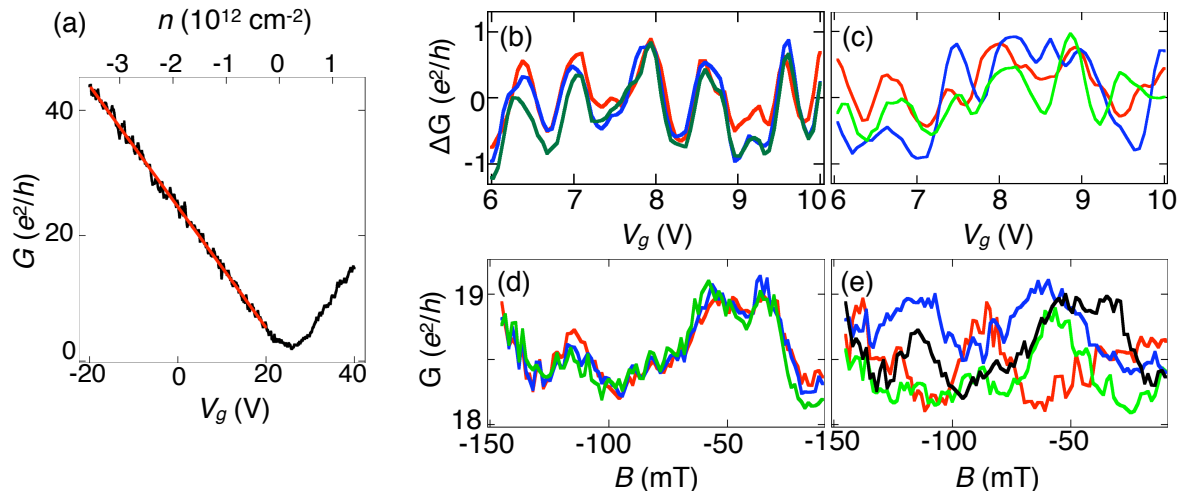 (a)
n (10¹² cm⁻²)
-3 -2 -1 0 1
G (e²/h)
40
20
0
-20 0 20 40
V_g (V)
(b)
ΔG (e²/h)
1
0
-1
6 7 8 9 10
V_g (V)
(c)
6 7 8 9 10
V_g (V)
(d)
G (e²/h)
19
18
-150 -100 -50 -1
B (mT)
(e)
-150 -100 -50
B (mT)